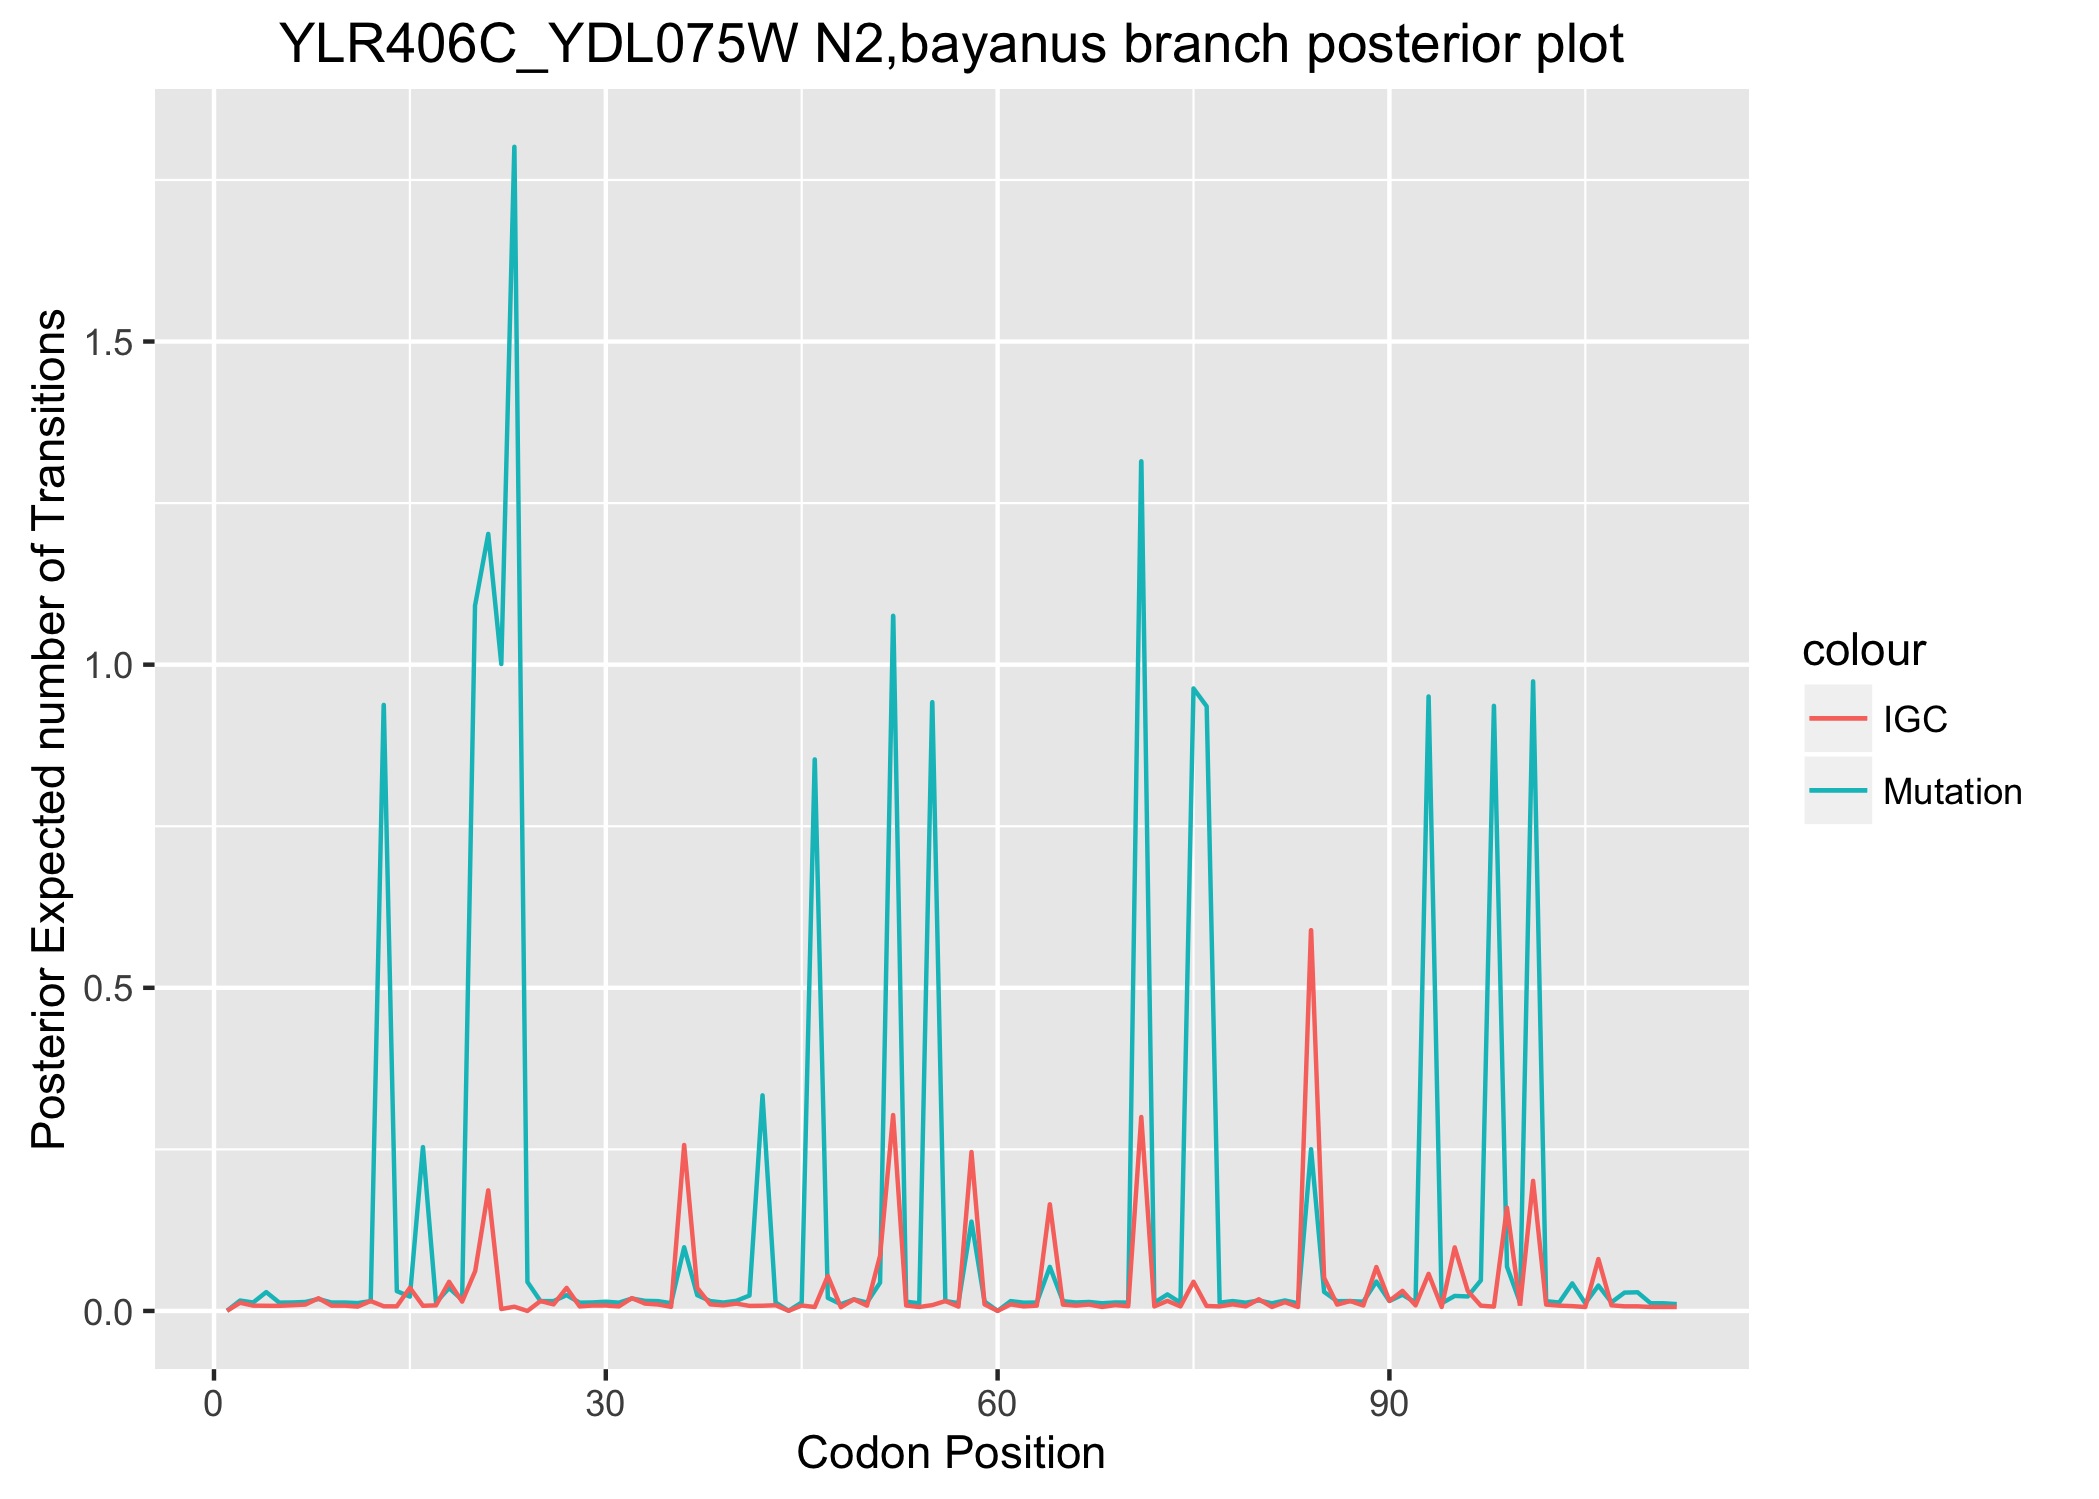 YLR406C_YDL075W N2,bayanus branch posterior plot
Posterior Expected number of Transitions
1.5
1.0
0.5
0.0
0 30 60 90
Codon Position
colour
IGC
Mutation